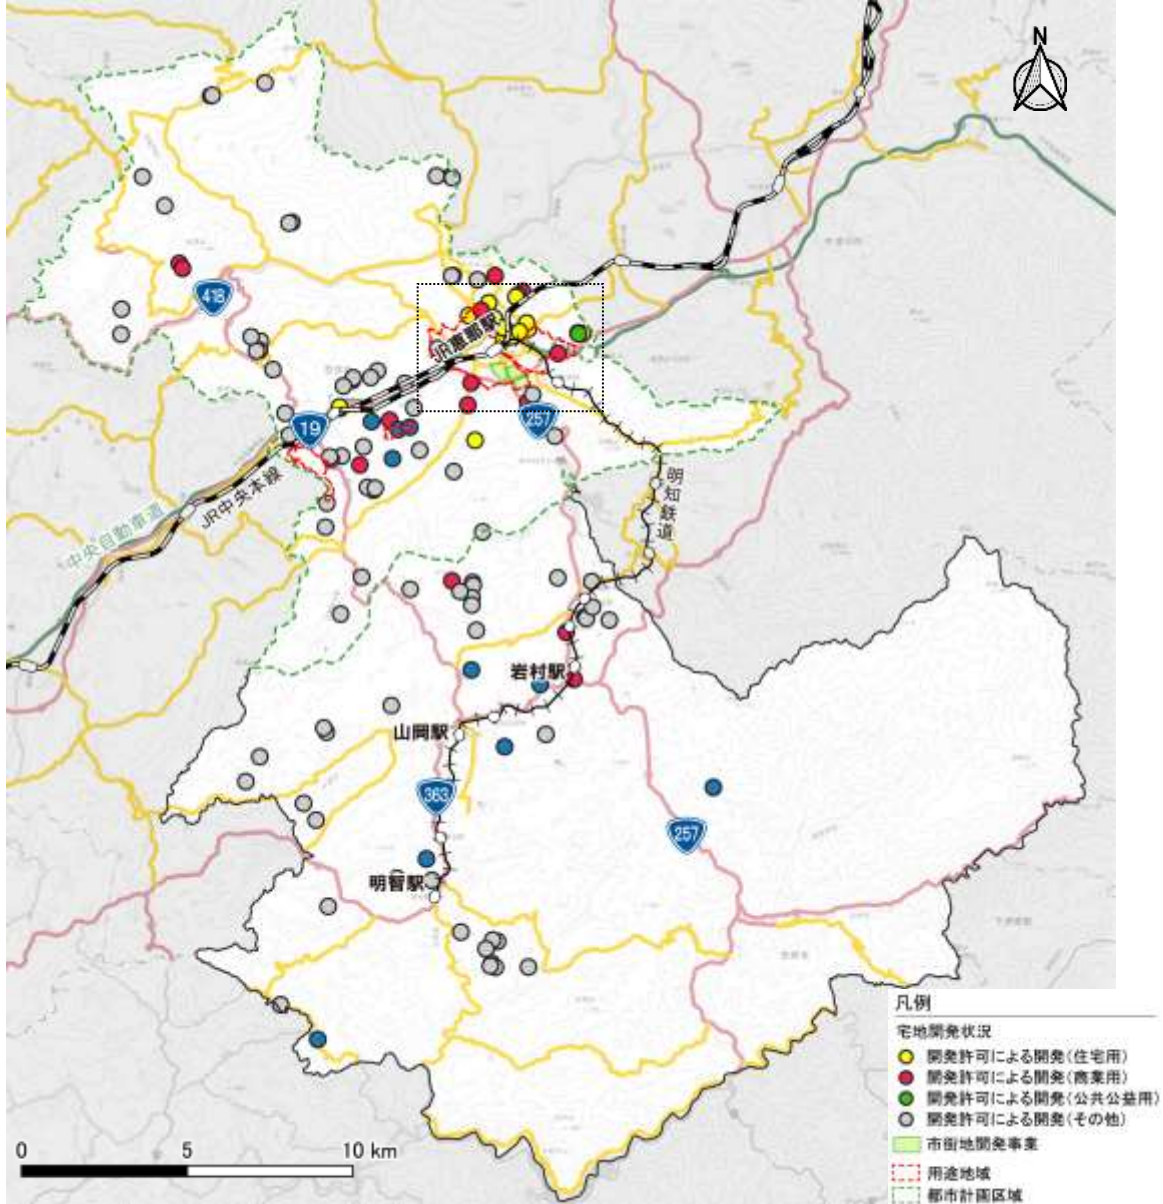 N
418
JR恵那駅
257
19
JR中央本線
中央自動車道
明知鉄道
岩村駅
山岡駅
363
257
明智駅
凡例
宅地開発状況
開発許可による開発(住宅用)
開発許可による開発(商業用)
開発許可による開発(公共公益用)
開発許可による開発(その他)
市街地開発事業
用途地域
都市計画区域
0 5 10 km